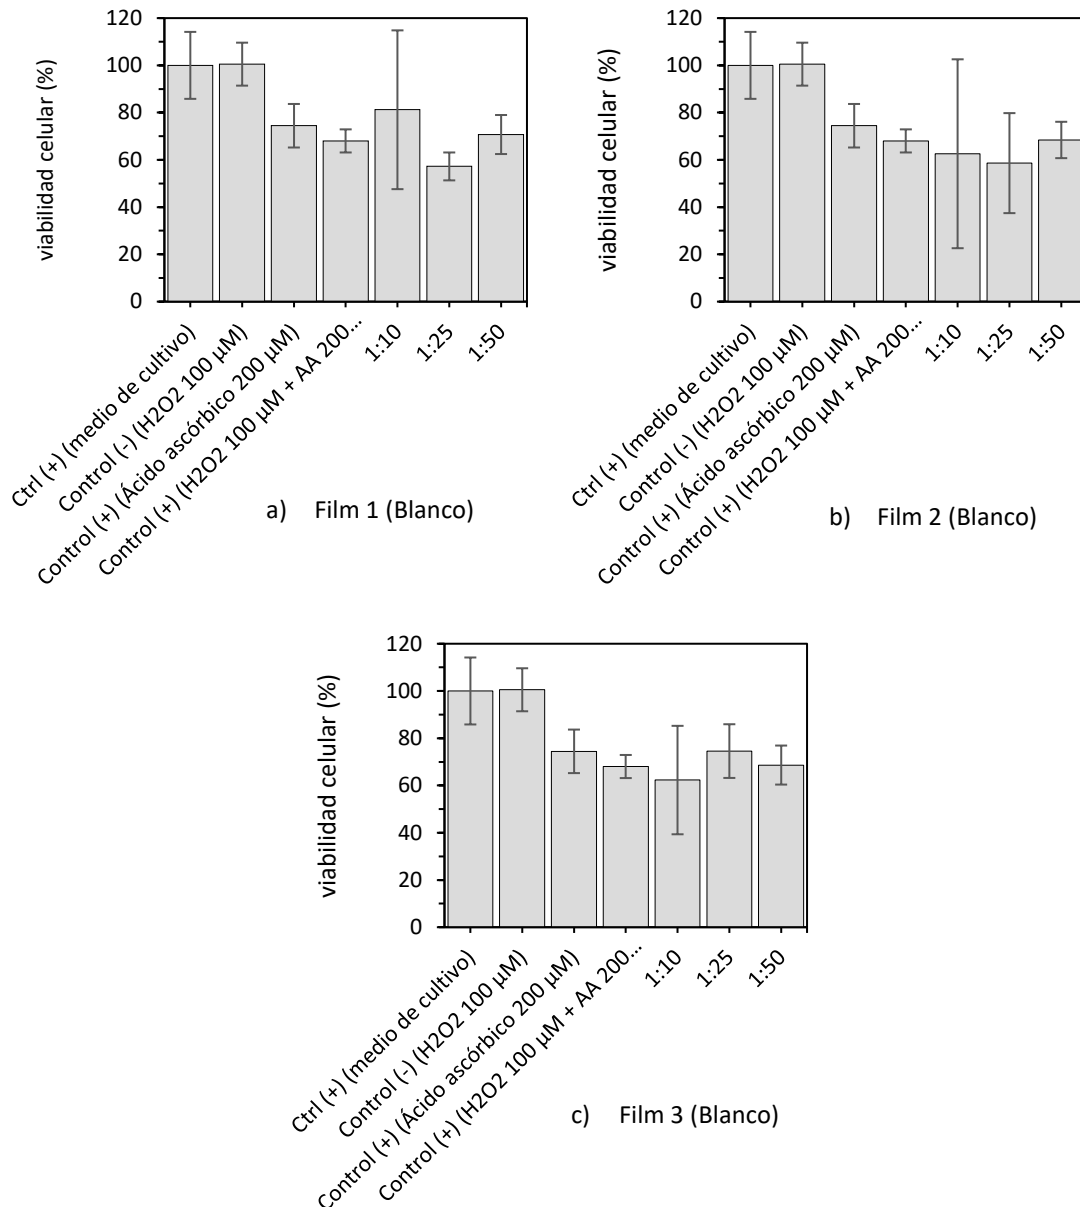 120
100
80
60
40
20
0
viabilidad celular (%)
Ctrl (+) (medio de cultivo)
Control (-) (H2O2 100 µM)
Control (+) (Ácido ascórbico 200 µM)
Control (+) (H2O2 100 µM + AA 200...
1:10
1:25
1:50
a) Film 1 (Blanco)
120
100
80
60
40
20
0
viabilidad celular (%)
Ctrl (+) (medio de cultivo)
Control (-) (H2O2 100 µM)
Control (+) (Ácido ascórbico 200 µM)
Control (+) (H2O2 100 µM + AA 200...
1:10
1:25
1:50
b) Film 2 (Blanco)
120
100
80
60
40
20
0
viabilidad celular (%)
Ctrl (+) (medio de cultivo)
Control (-) (H2O2 100 µM)
Control (+) (Ácido ascórbico 200 µM)
Control (+) (H2O2 100 µM + AA 200...
1:10
1:25
1:50
c) Film 3 (Blanco)